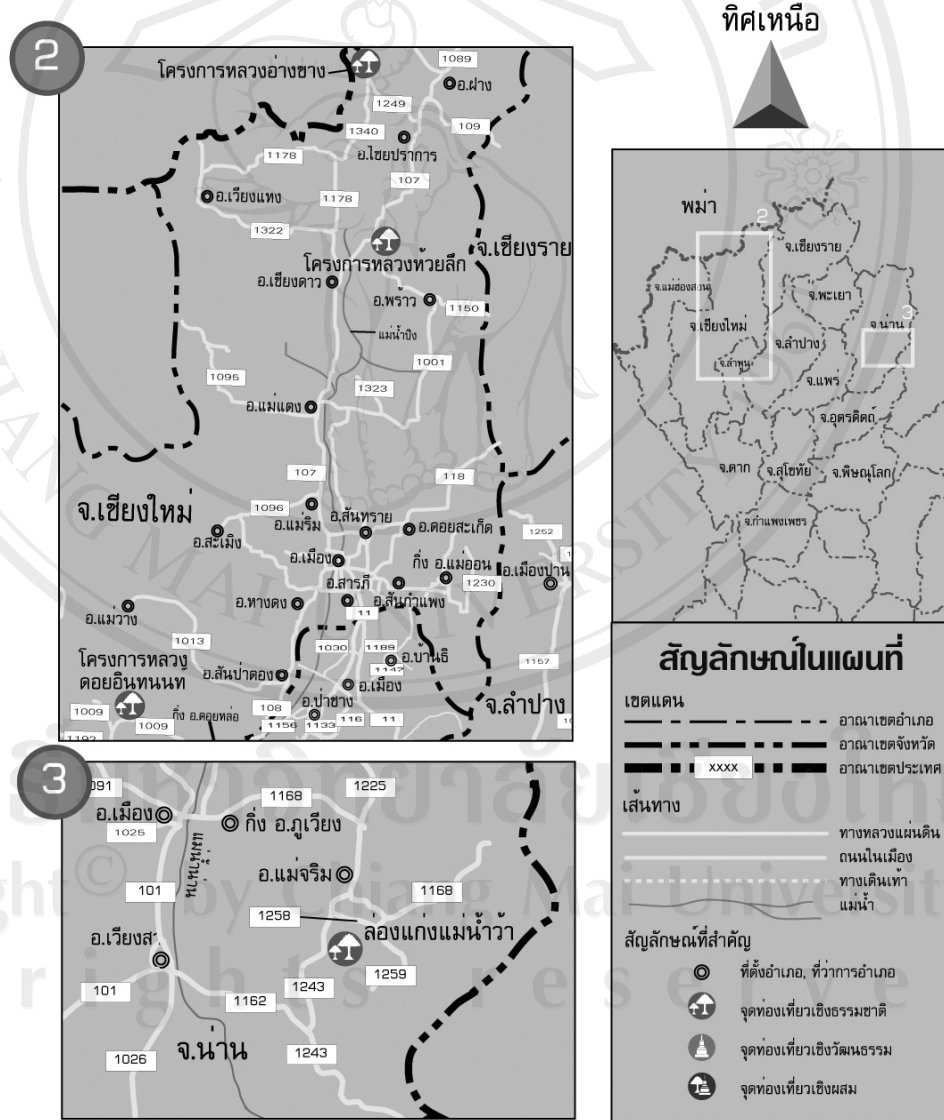 ทิศเหนือ
2
โครงการหลวงอ่างขาง
1089
อ.ฝาง
1249
1340
109
อ.ไชยปราการ
1178
107
อ.เวียงแหง
1178
1322
จ.เชียงราย
โครงการหลวงห้วยลึก
อ.เชียงดาว
อ.พร้าว
1150
แม่น้ำปิง
1001
1095
1323
อ.แม่แตง
107
118
จ.เชียงใหม่
1096
อ.แม่ริม
อ.สันทราย
อ.ดอยสะเก็ด
1252
อ.สะเมิง
อ.เมือง
กิ่ง อ.แม่ออน
อ.เมืองปาน
อ.สารภี
1230
อ.หางดง
อ.สันกำแพง
11
อ.แม่วาง
1013
1030
1189
อ.บ้านธิ
1147
1157
โครงการหลวง
ดอยอินทนนท์
อ.สันป่าตอง
อ.เมือง
อ.ป่าซาง
จ.ลำปาง
1009
1009
กิ่ง อ.ดอยหล่อ
108
1156
1133
116
11
1192
พม่า
2
จ.เชียงราย
จ.แม่ฮ่องสอน
จ.พะเยา
จ.เชียงใหม่
จ.น่าน
3
จ.ลำปาง
จ.ลำพูน
จ.แพร่
จ.อุตรดิตถ์
จ.ตาก
จ.สุโขทัย
จ.พิษณุโลก
จ.กำแพงเพชร
3
1225
1168
อ.เมือง
1025
กิ่ง อ.ภูเวียง
แม่น้ำน่าน
อ.แม่จริม
101
1168
1258
ล่องแก่งแม่น้ำว้า
อ.เวียงสา
1259
101
1162
1243
จ.น่าน
1026
1243
สัญลักษณ์ในแผนที่
เขตแดน
อาณาเขตอำเภอ
อาณาเขตจังหวัด
xxxx
อาณาเขตประเทศ
เส้นทาง
ทางหลวงแผ่นดิน
ถนนในเมือง
ทางเดินเท้า
แม่น้ำ
สัญลักษณ์ที่สำคัญ
ที่ตั้งอำเภอ, ที่ว่าการอำเภอ
จุดท่องเที่ยวเชิงธรรมชาติ
จุดท่องเที่ยวเชิงวัฒนธรรม
จุดท่องเที่ยวเชิงผสม